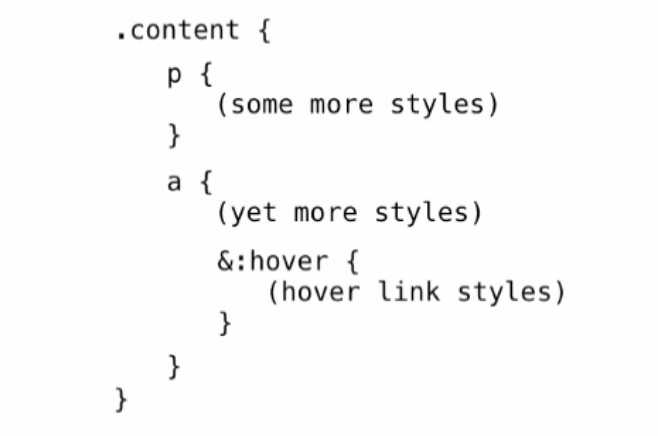 .content {
p {
(some more styles)
}
a {
(yet more styles)
&:hover {
(hover link styles)
}
}
}